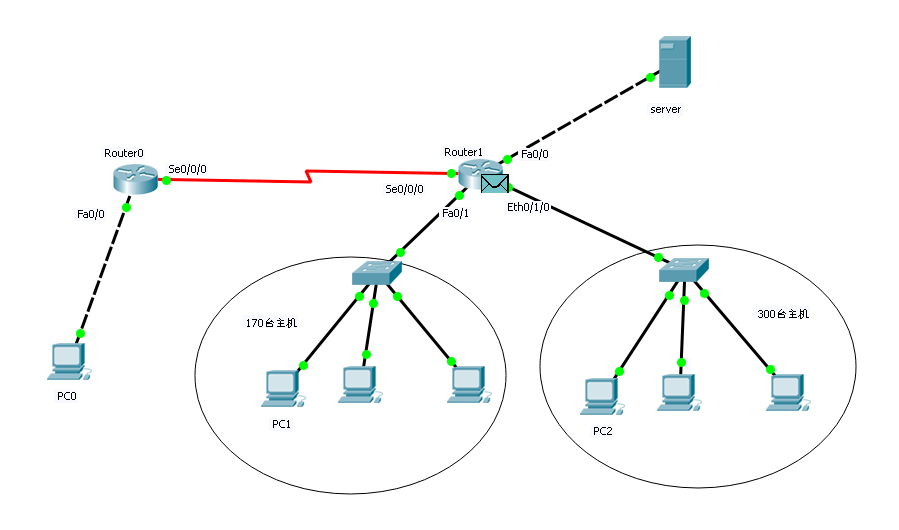 server
Router0
Router1
Fa0/0
Se0/0/0
Se0/0/0
Fa0/0
Fa0/1
Eth0/1/0
170台主机
300台主机
PC0
PC1
PC2